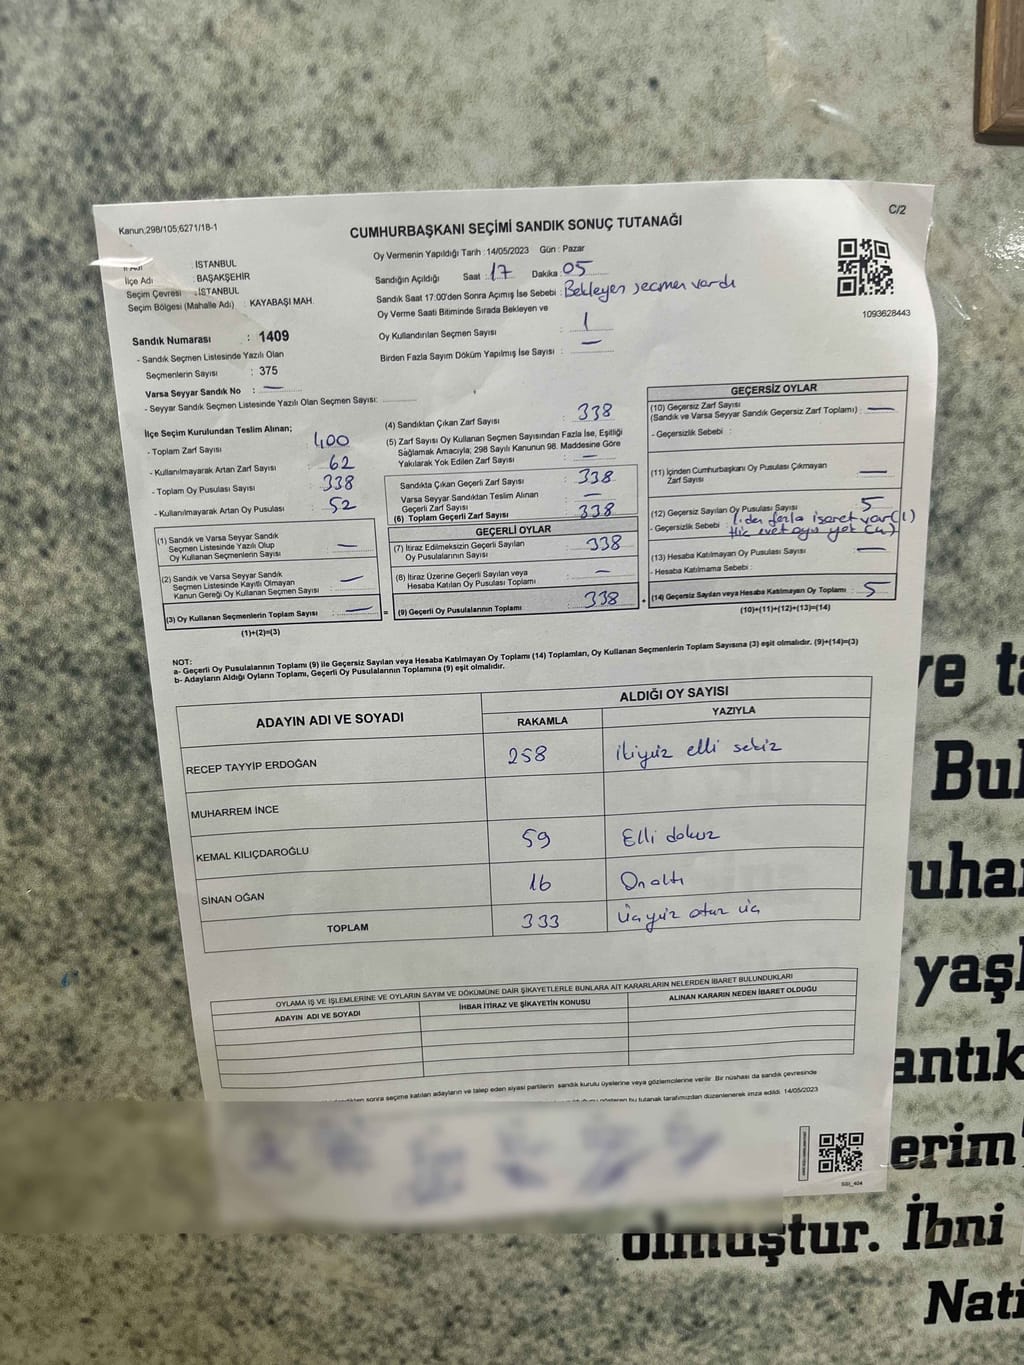 Kanun;298/105;6271/18-1
C/2
CUMHURBAŞKANI SEÇİMİ SANDIK SONUÇ TUTANAĞI
: İSTANBUL
İlçe Adı : BAŞAKŞEHİR
Seçim Çevresi : İSTANBUL
Seçim Bölgesi (Mahalle Adı) : KAYABAŞI MAH.
Oy Vermenin Yapıldığı Tarih : 14/05/2023 Gün : Pazar
Sandığın Açıldığı Saat : 17 Dakika : 05
Sandık Saat 17:00'den Sonra Açımış İse Sebebi : Bekleyen seçmen vardı
Oy Verme Saati Bitiminde Sırada Bekleyen ve
Oy Kullandırılan Seçmen Sayısı : 1
Birden Fazla Sayım Döküm Yapılmış İse Sayısı : —
1093628443
Sandık Numarası : 1409
- Sandık Seçmen Listesinde Yazılı Olan
Seçmenlerin Sayısı : 375
Varsa Seyyar Sandık No : —
- Seyyar Sandık Seçmen Listesinde Yazılı Olan Seçmen Sayısı:
İlçe Seçim Kurulundan Teslim Alınan;
- Toplam Zarf Sayısı : 400
- Kullanılmayarak Artan Zarf Sayısı : 62
- Toplam Oy Pusulası Sayısı : 338
- Kullanılmayarak Artan Oy Pusulası : 52
(1) Sandık ve Varsa Seyyar Sandık
Seçmen Listesinde Yazılı Olup
Oy Kullanan Seçmenlerin Sayısı : —
(2) Sandık ve Varsa Seyyar Sandık
Seçmen Listesinde Kayıtlı Olmayan
Kanun Gereği Oy Kullanan Seçmen Sayısı : —
(3) Oy Kullanan Seçmenlerin Toplam Sayısı : — =
(1)+(2)=(3)
(4) Sandıktan Çıkan Zarf Sayısı : 338
(5) Zarf Sayısı Oy Kullanan Seçmen Sayısından Fazla İse, Eşitliği
Sağlamak Amacıyla; 298 Sayılı Kanunun 98. Maddesine Göre
Yakılarak Yok Edilen Zarf Sayısı : —
Sandıkta Çıkan Geçerli Zarf Sayısı : 338
Varsa Seyyar Sandıktan Teslim Alınan
Geçerli Zarf Sayısı : —
(6) Toplam Geçerli Zarf Sayısı : 338
GEÇERLİ OYLAR
(7) İtiraz Edilmeksizin Geçerli Sayılan
Oy Pusulalarının Sayısı : 338
(8) İtiraz Üzerine Geçerli Sayılan veya
Hesaba Katılan Oy Pusulası Toplamı : —
(9) Geçerli Oy Pusulalarının Toplamı : 338 +
GEÇERSİZ OYLAR
(10) Geçersiz Zarf Sayısı
(Sandık ve Varsa Seyyar Sandık Geçersiz Zarf Toplamı) : —
- Geçersizlik Sebebi :
(11) İçinden Cumhurbaşkanı Oy Pusulası Çıkmayan
Zarf Sayısı : —
(12) Geçersiz Sayılan Oy Pusulası Sayısı : 5
- Geçersizlik Sebebi : fazla işaret var (1)
Hiç evet oyu yok (4)
(13) Hesaba Katılmayan Oy Pusulası Sayısı : —
- Hesaba Katılmama Sebebi :
(14) Geçersiz Sayılan veya Hesaba Katılmayan Oy Toplamı : 5
(10)+(11)+(12)+(13)=(14)
NOT:
a- Geçerli Oy Pusulalarının Toplamı (9) ile Geçersiz Sayılan veya Hesaba Katılmayan Oy Toplamı (14) Toplamları, Oy Kullanan Seçmenlerin Toplam Sayısına (3) eşit olmalıdır. (9)+(14)=(3)
b- Adayların Aldığı Oyların Toplamı, Geçerli Oy Pusulalarının Toplamına (9) eşit olmalıdır.
ADAYIN ADI VE SOYADI
ALDIĞI OY SAYISI
RAKAMLA YAZIYLA
RECEP TAYYİP ERDOĞAN 258 ikiyüz elli sekiz
MUHARREM İNCE
KEMAL KILIÇDAROĞLU 59 Elli dokuz
SİNAN OĞAN 16 On altı
TOPLAM 333 Üçyüz otuz üç
OYLAMA İŞ VE İŞLEMLERİNE VE OYLARIN SAYIM VE DÖKÜMÜNE DAİR ŞİKAYETLERLE BUNLARA AİT KARARLARIN NELERDEN İBARET BULUNDUKLARI
ADAYIN ADI VE SOYADI İHBAR İTİRAZ VE ŞİKAYETİN KONUSU ALINAN KARARIN NEDEN İBARET OLDUĞU
sonra seçime katılan adayların ve talep eden siyasi partilerin sandık kurulu üyelerine veya gözlemcilerine verilir. Bir nüshası da sandık çevresinde
gösteren bu tutanak tarafımızdan düzenlenerek imza edildi. 14/05/2023
SSI_404
ve ta
Bul
uhar
yaşl
antık
erim"
olmuştur. İbni
Nati